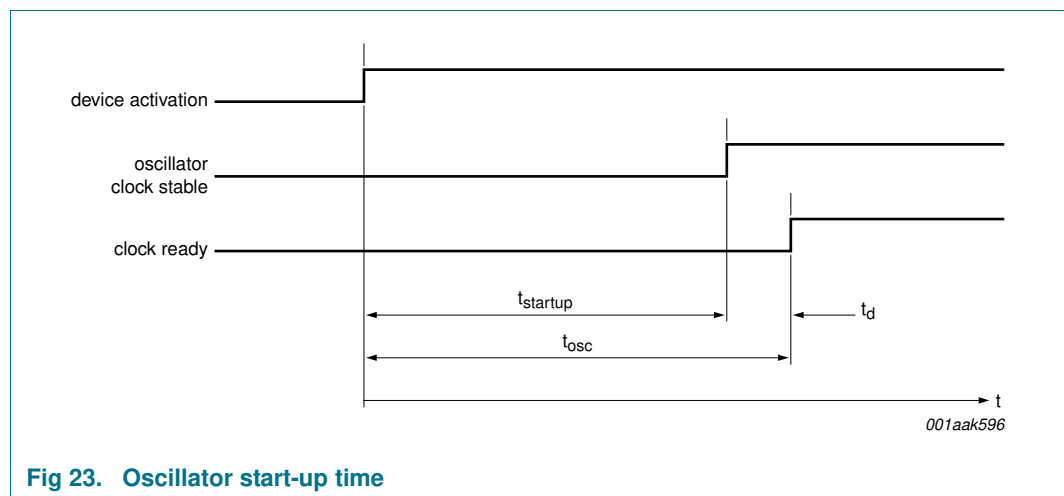 device activation
oscillator
clock stable
clock ready
tstartup
td
tosc
t
001aak596
Fig 23. Oscillator start-up time